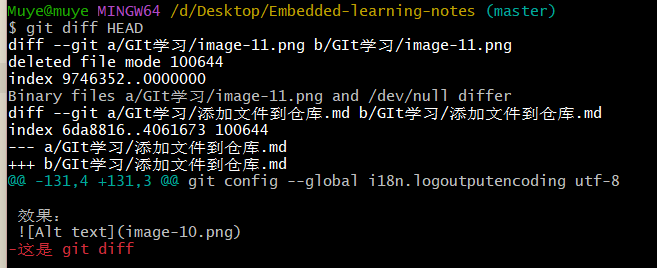 Muye@muye MINGW64 /d/Desktop/Embedded-learning-notes (master)
$ git diff HEAD
diff --git a/GIt学习/image-11.png b/GIt学习/image-11.png
deleted file mode 100644
index 9746352..0000000
Binary files a/GIt学习/image-11.png and /dev/null differ
diff --git a/GIt学习/添加文件到仓库.md b/GIt学习/添加文件到仓库.md
index 6da8816..4061673 100644
--- a/GIt学习/添加文件到仓库.md
+++ b/GIt学习/添加文件到仓库.md
@@ -131,4 +131,3 @@ git config --global i18n.logoutputencoding utf-8
效果：
![Alt text](image-10.png)
-这是 git diff